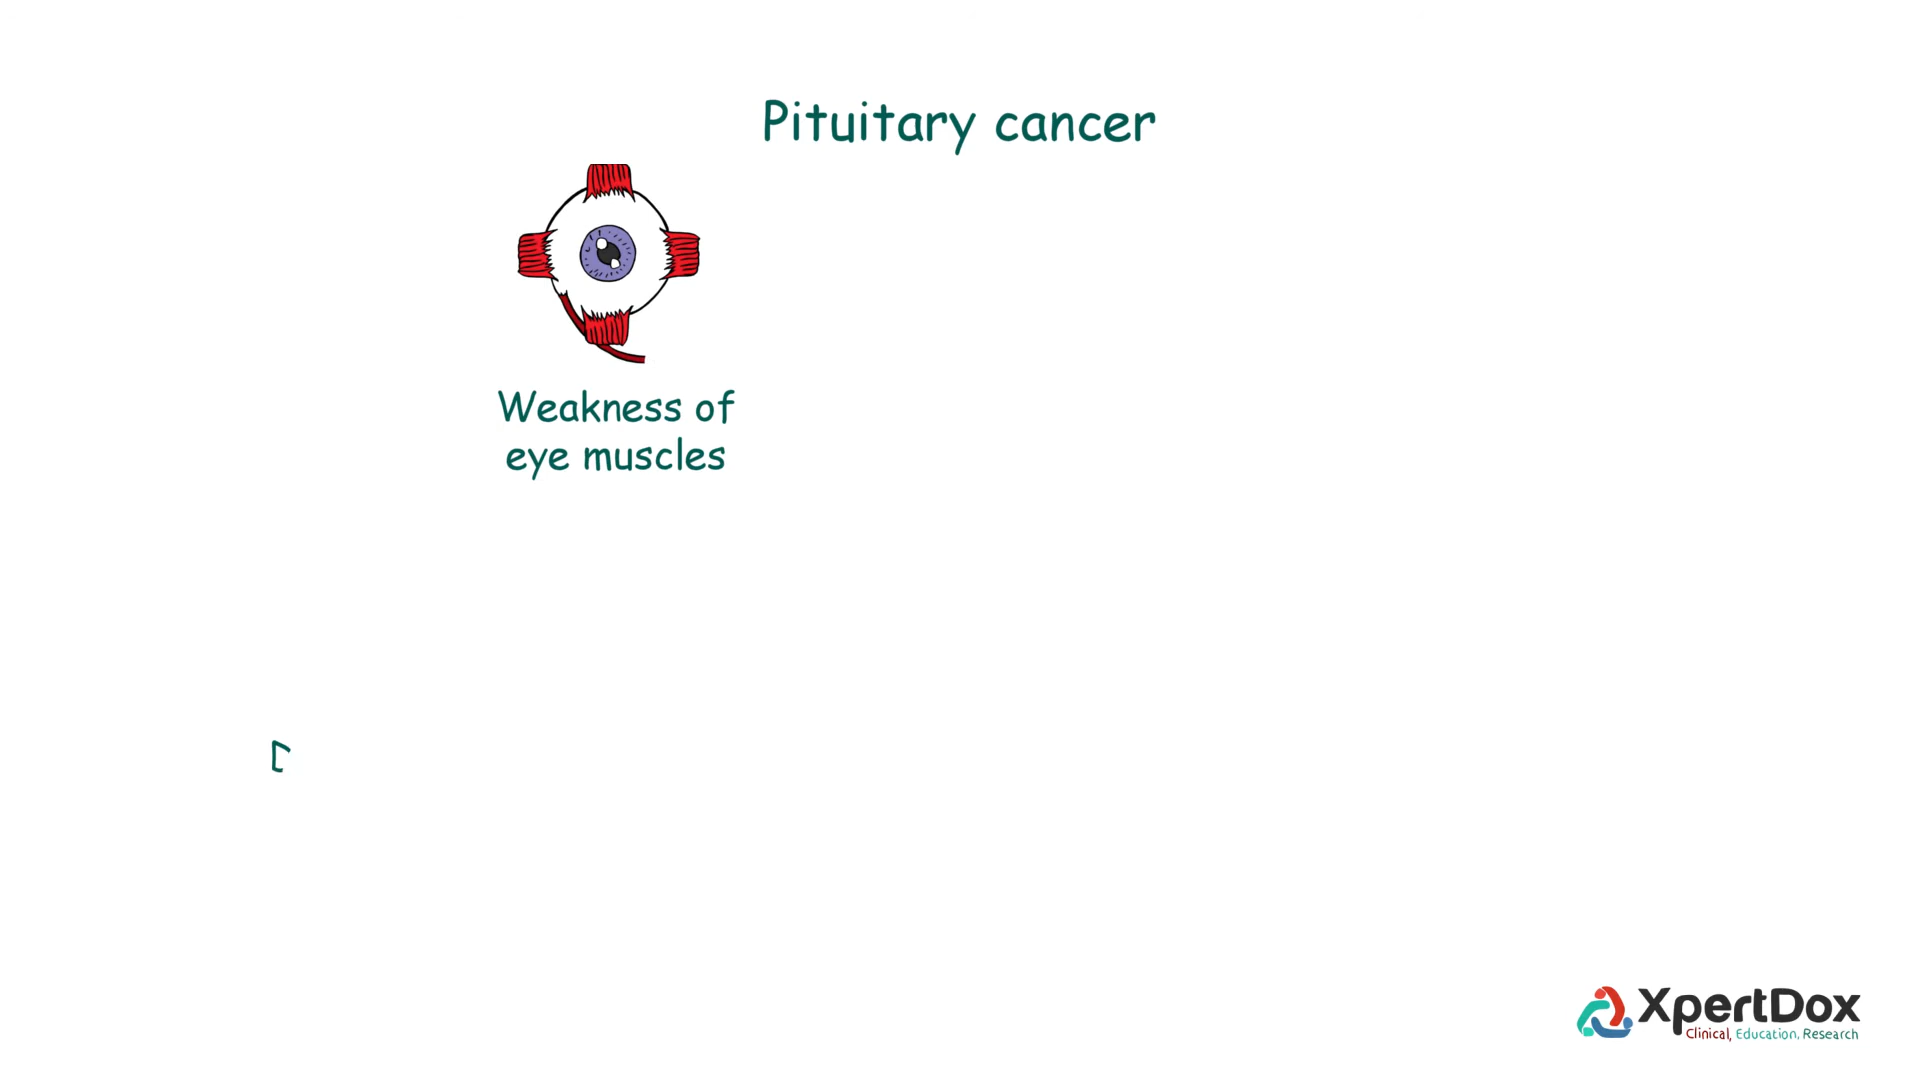 Pituitary cancer
Weakness of
eye muscles
XpertDox
Clinical, Education, Research